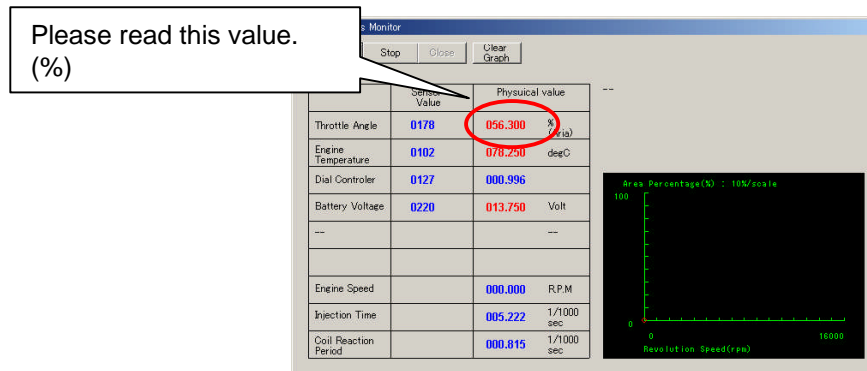 Please read this value.
(%)
s Monitor
Stop Close Clear
Graph
Sensor
Value Physuical value --
Throttle Angle 0178 056.300 %
(Aria)
Engine
Temperature 0102 078.250 degC
Dial Controler 0127 000.996
Battery Voltage 0220 013.750 Volt
-- --
Engine Speed 000.000 R.P.M
Injection Time 005.222 1/1000
sec
Coil Reaction
Period 000.815 1/1000
sec
Area Percentage(%) : 10%/scale
100
0
0 16000
Revolution Speed(rpm)